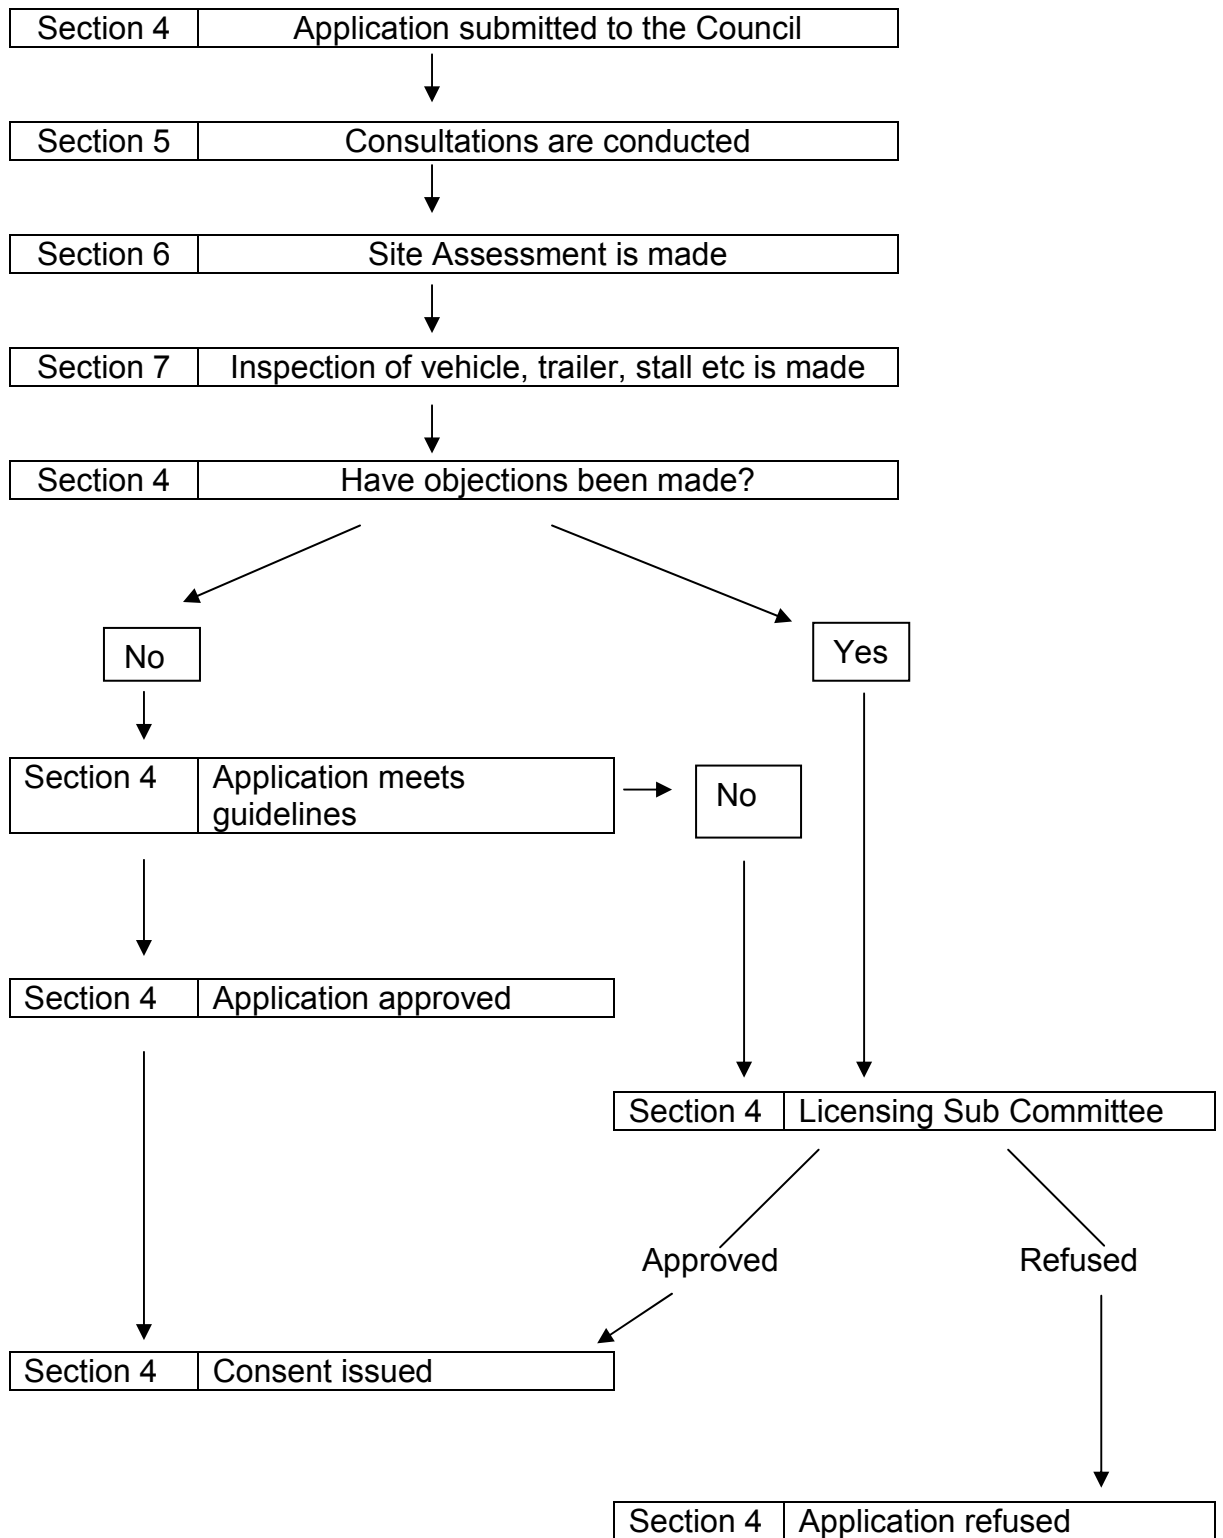 Section 4 Application submitted to the Council
Section 5 Consultations are conducted
Section 6 Site Assessment is made
Section 7 Inspection of vehicle, trailer, stall etc is made
Section 4 Have objections been made?
No
Yes
Section 4 Application meets
guidelines
No
Section 4 Application approved
Section 4 Licensing Sub Committee
Approved
Refused
Section 4 Consent issued
Section 4 Application refused